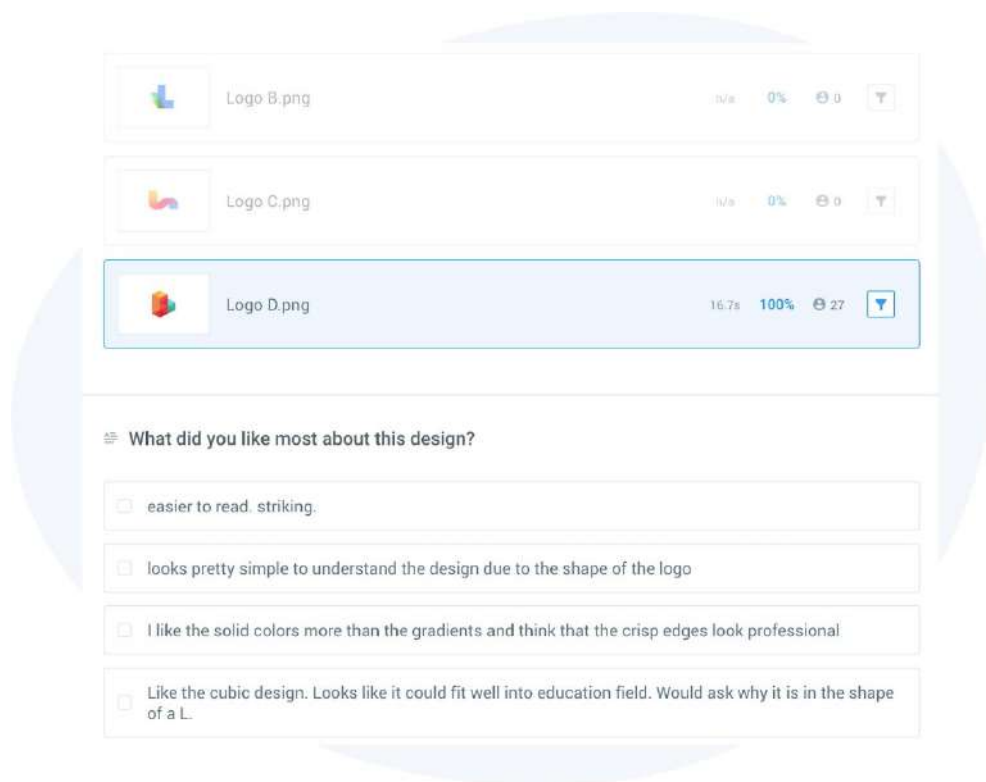 Logo B.png n/a 0% 0
Logo C.png n/a 0% 0
Logo D.png 16.7s 100% 27
What did you like most about this design?
easier to read. striking.
looks pretty simple to understand the design due to the shape of the logo
I like the solid colors more than the gradients and think that the crisp edges look professional
Like the cubic design. Looks like it could fit well into education field. Would ask why it is in the shape
of a L.